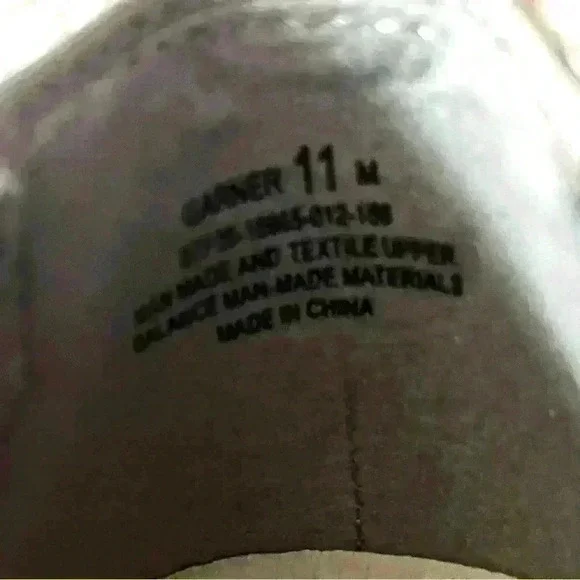 GARNER 11 M
MAN MADE AND TEXTILE UPPER
BALANCE MAN-MADE MATERIALS
MADE IN CHINA